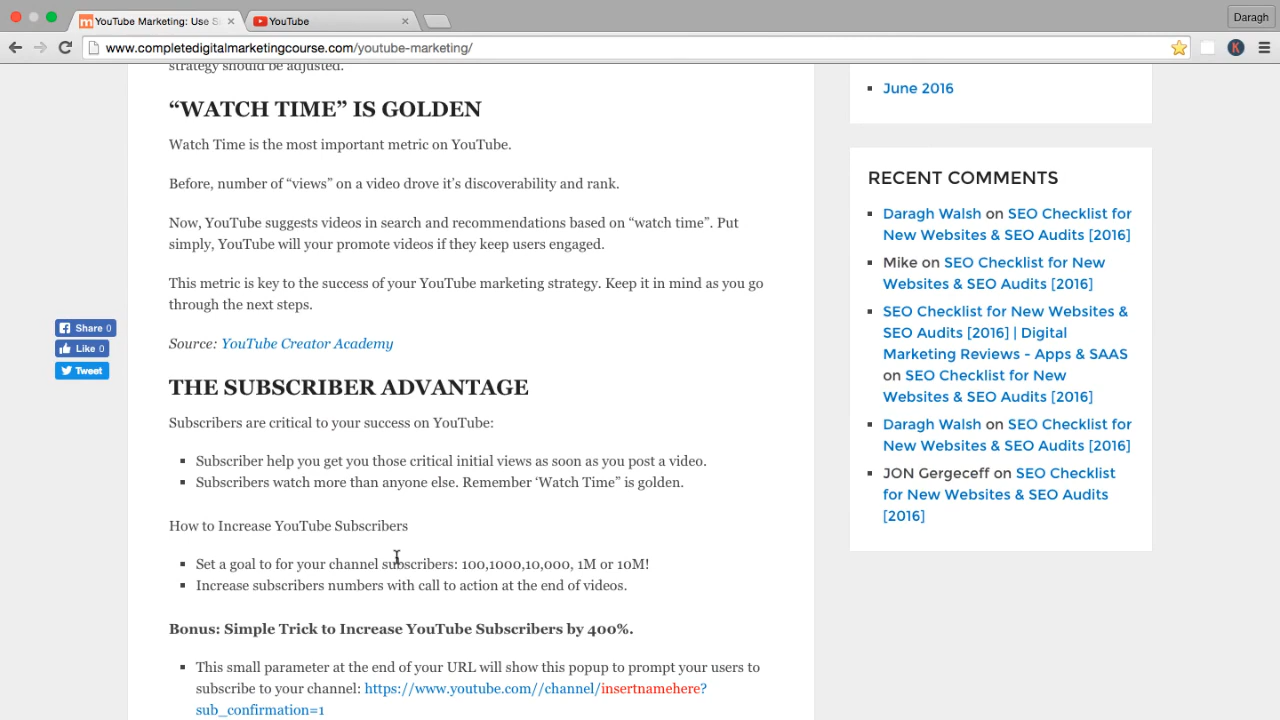 YouTube Marketing: Use S
YouTube
Daragh
www.completedigitalmarketingcourse.com/youtube-marketing/
K
strategy should be adjusted.
“WATCH TIME” IS GOLDEN
Watch Time is the most important metric on YouTube.
Before, number of “views” on a video drove it’s discoverability and rank.
Now, YouTube suggests videos in search and recommendations based on “watch time”. Put
simply, YouTube will your promote videos if they keep users engaged.
This metric is key to the success of your YouTube marketing strategy. Keep it in mind as you go
through the next steps.
Source: YouTube Creator Academy
THE SUBSCRIBER ADVANTAGE
Subscribers are critical to your success on YouTube:
Subscriber help you get you those critical initial views as soon as you post a video.
Subscribers watch more than anyone else. Remember ‘Watch Time” is golden.
How to Increase YouTube Subscribers
Set a goal to for your channel subscribers: 100,1000,10,000, 1M or 10M!
Increase subscribers numbers with call to action at the end of videos.
Bonus: Simple Trick to Increase YouTube Subscribers by 400%.
This small parameter at the end of your URL will show this popup to prompt your users to
subscribe to your channel: https://www.youtube.com//channel/insertnamehere?
sub_confirmation=1
Share 0
Like 0
Tweet
June 2016
RECENT COMMENTS
Daragh Walsh on SEO Checklist for
New Websites & SEO Audits [2016]
Mike on SEO Checklist for New
Websites & SEO Audits [2016]
SEO Checklist for New Websites &
SEO Audits [2016] | Digital
Marketing Reviews - Apps & SAAS
on SEO Checklist for New
Websites & SEO Audits [2016]
Daragh Walsh on SEO Checklist for
New Websites & SEO Audits [2016]
JON Gergeceff on SEO Checklist
for New Websites & SEO Audits
[2016]